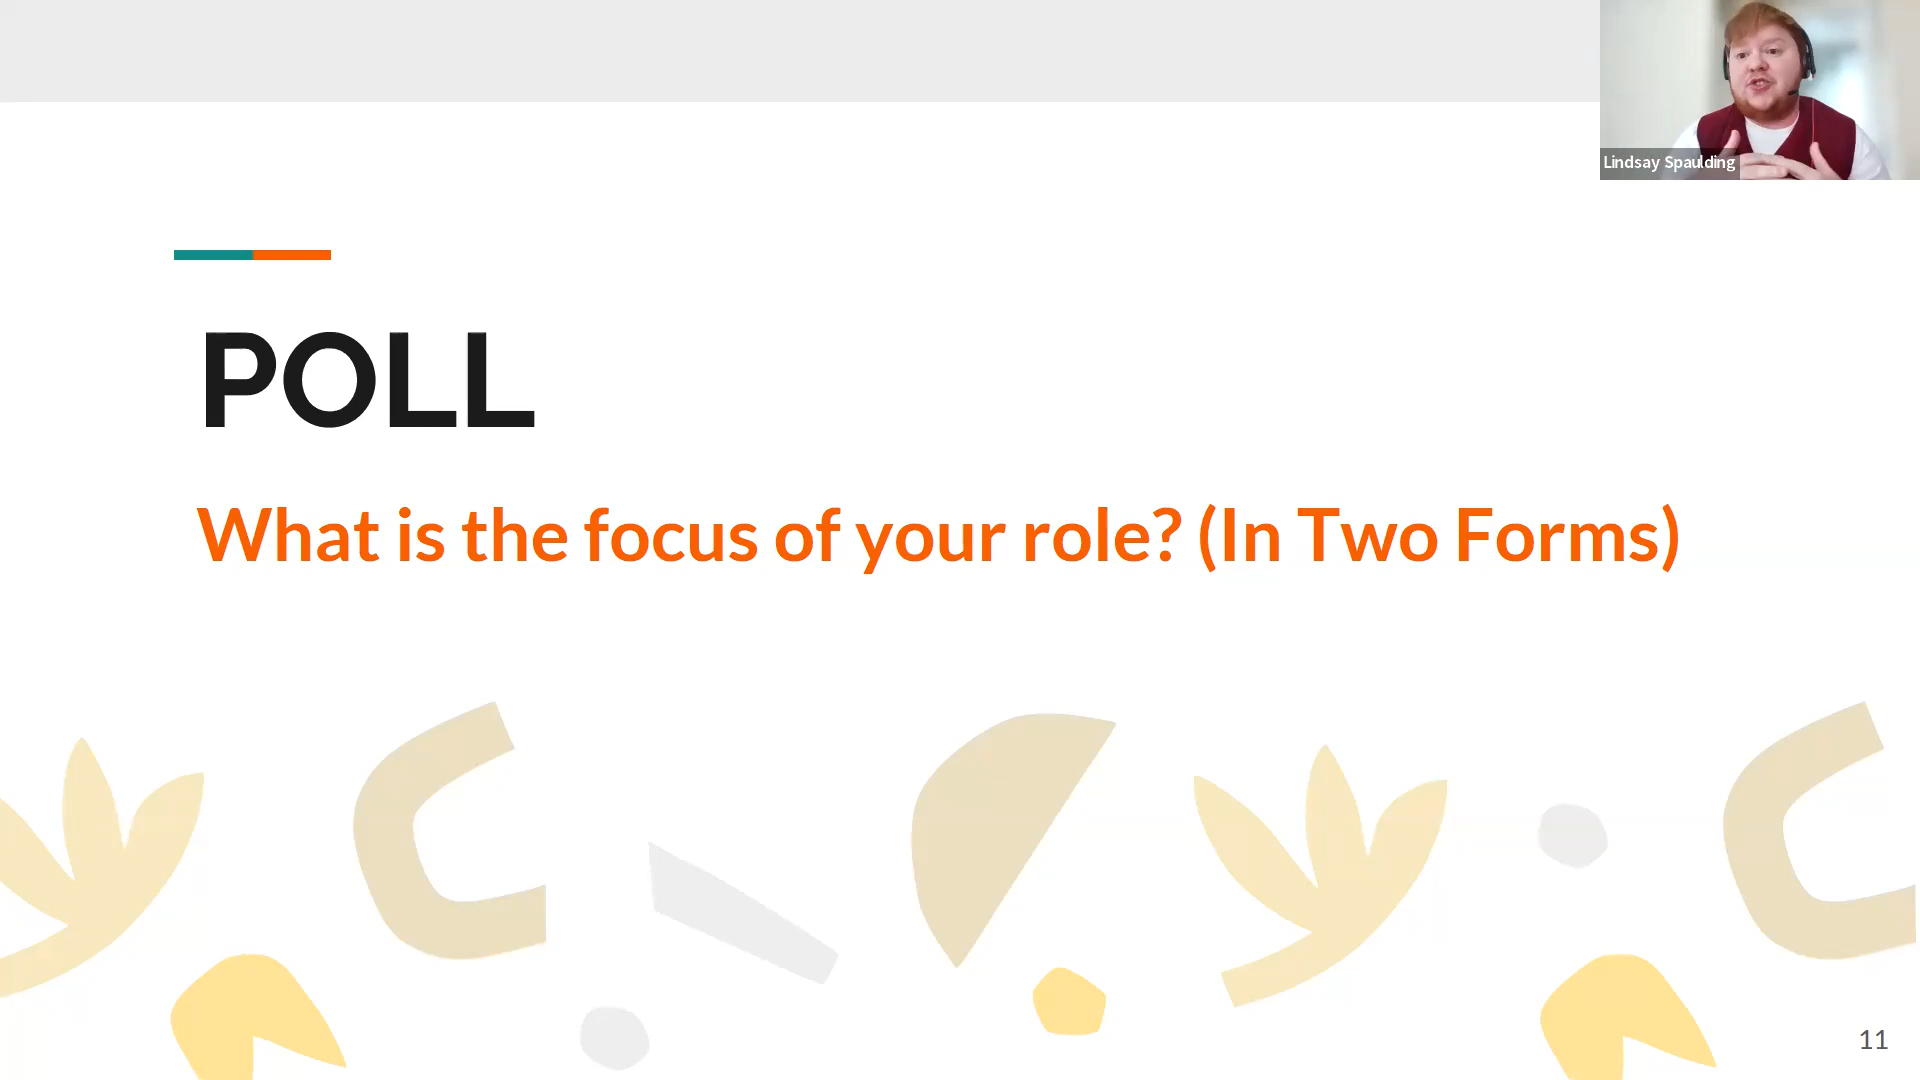 Lindsay Spaulding
POLL
What is the focus of your role? (In Two Forms)
11